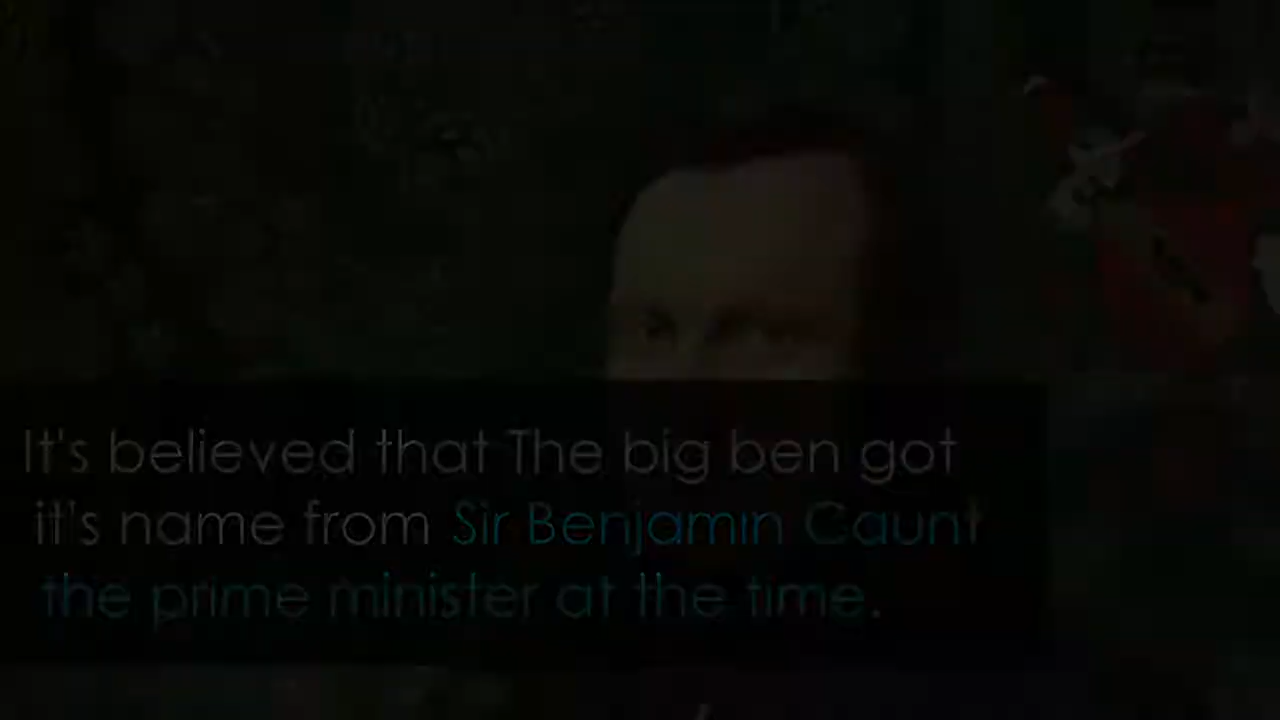 It's believed that The big ben got
it's name from Sir Benjamin Caunt
the prime minister at the time.